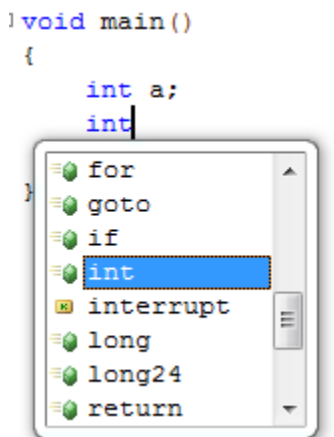 void main()
{
int a;
int
}
for
goto
if
int
interrupt
long
long24
return